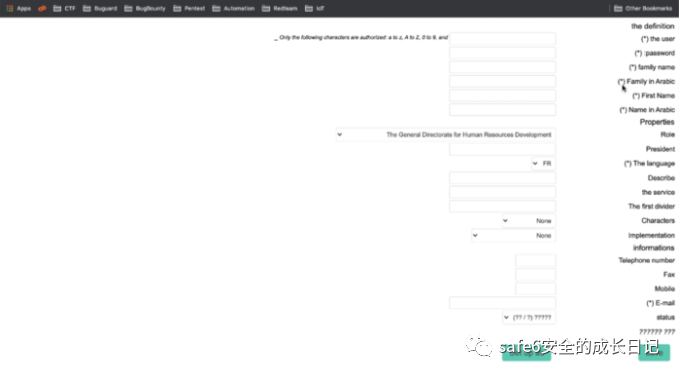 Apps CTF Buguard BugBounty Pentest Automation Redteam IoT Other Bookmarks
the definition
_ Only the following characters are authorized: a to z, A to Z, 0 to 9, and
(*) the user
(*) :password
(*) family name
(*) Family in Arabic
(*) First Name
(*) Name in Arabic
Properties
The General Directorate for Human Resources Development Role
President
FR (*) The language
Describe
the service
The first divider
None Characters
None Implementation
informations
Telephone number
Fax
Mobile
(*) E-mail
(?? / ?) ????? status
?????? ???
safe6安全的成长日记